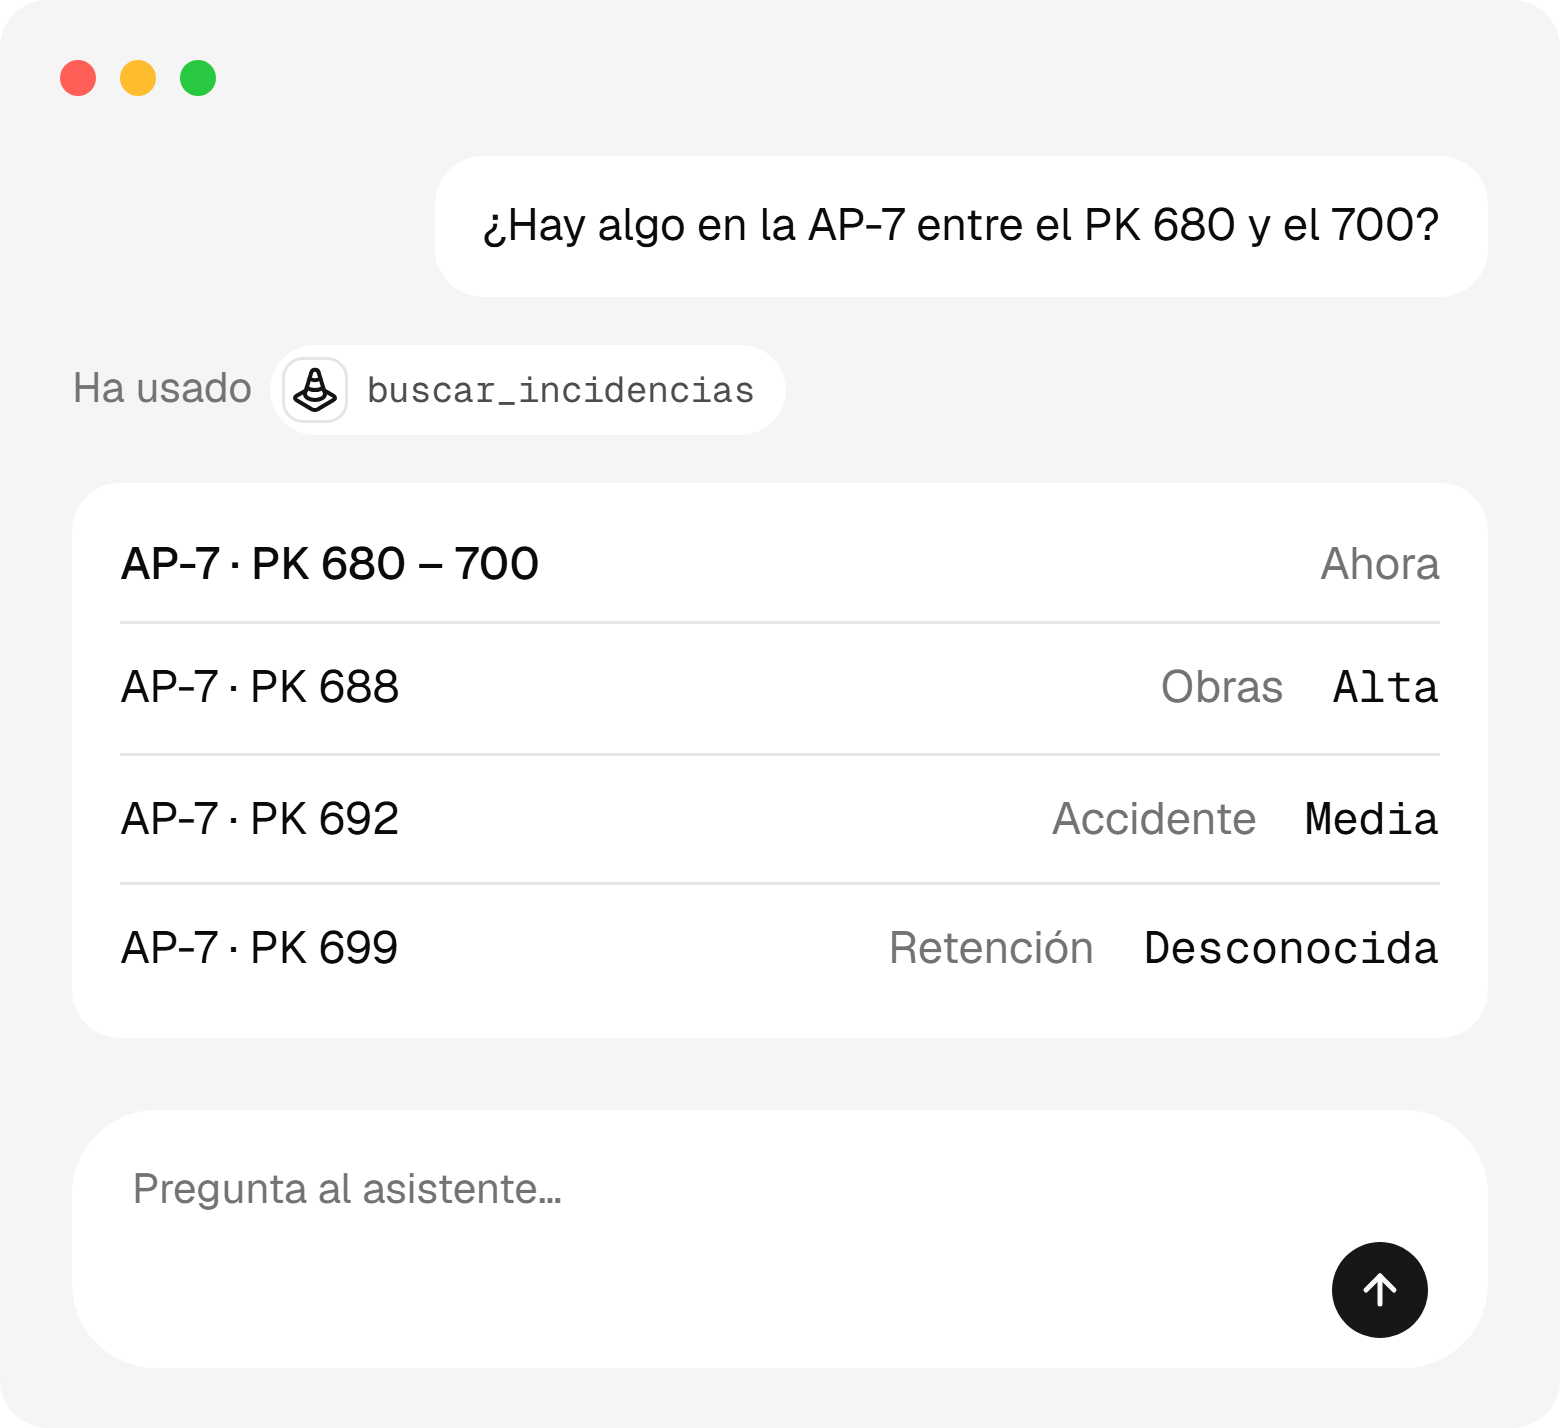 ¿Hay algo en la AP-7 entre el PK 680 y el 700?
Ha usado buscar_incidencias
AP-7 · PK 680 – 700 Ahora
AP-7 · PK 688 Obras Alta
AP-7 · PK 692 Accidente Media
AP-7 · PK 699 Retención Desconocida
Pregunta al asistente...